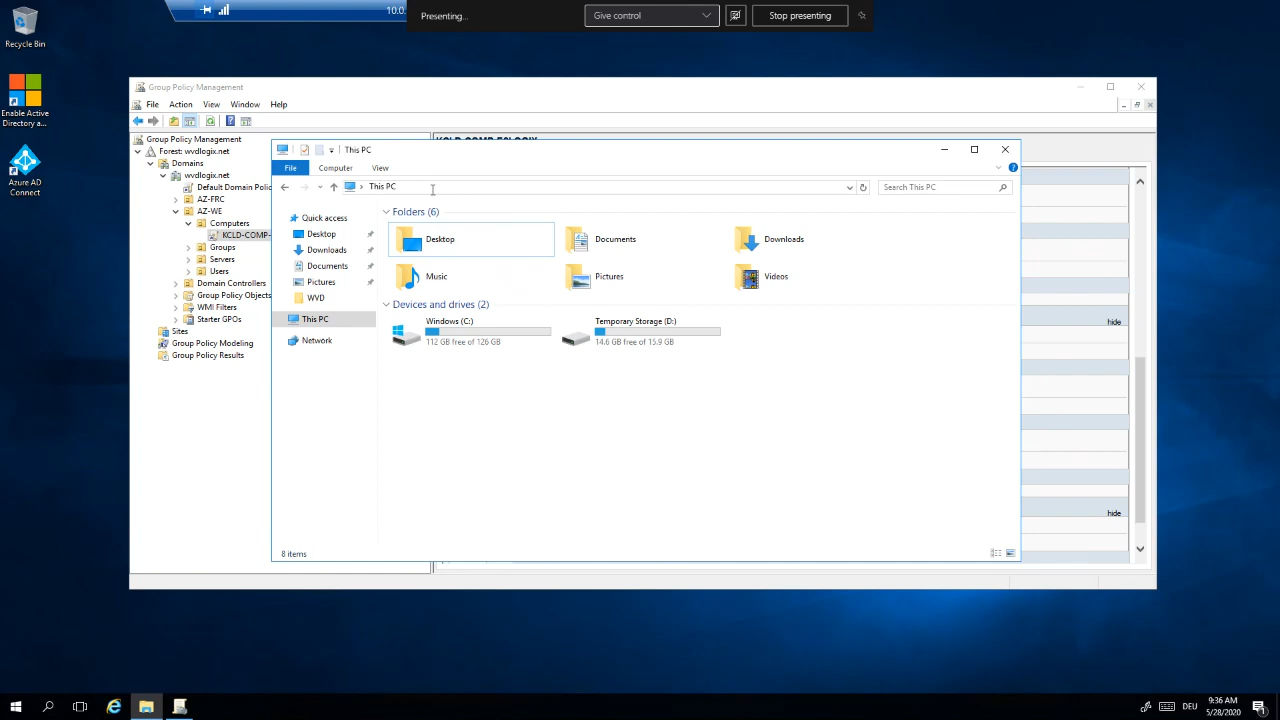 Recycle Bin
Enable Active
Directory a...
Azure AD
Connect
10.0.
Presenting...
Give control
Stop presenting
Group Policy Management
File Action View Window Help
Group Policy Management
Forest: wvdlogix.net
Domains
wvdlogix.net
Default Domain Polic
AZ-FRC
AZ-WE
Computers
KCLD-COMP-
Groups
Servers
Users
Domain Controllers
Group Policy Objects
WMI Filters
Starter GPOs
Sites
Group Policy Modeling
Group Policy Results
This PC
File Computer View
This PC
Search This PC
Quick access
Desktop
Downloads
Documents
Pictures
WVD
This PC
Network
Folders (6)
Desktop
Documents
Downloads
Music
Pictures
Videos
Devices and drives (2)
Windows (C:)
112 GB free of 126 GB
Temporary Storage (D:)
14.6 GB free of 15.9 GB
8 items
hide
hide
DEU
9:36 AM
5/28/2020
1